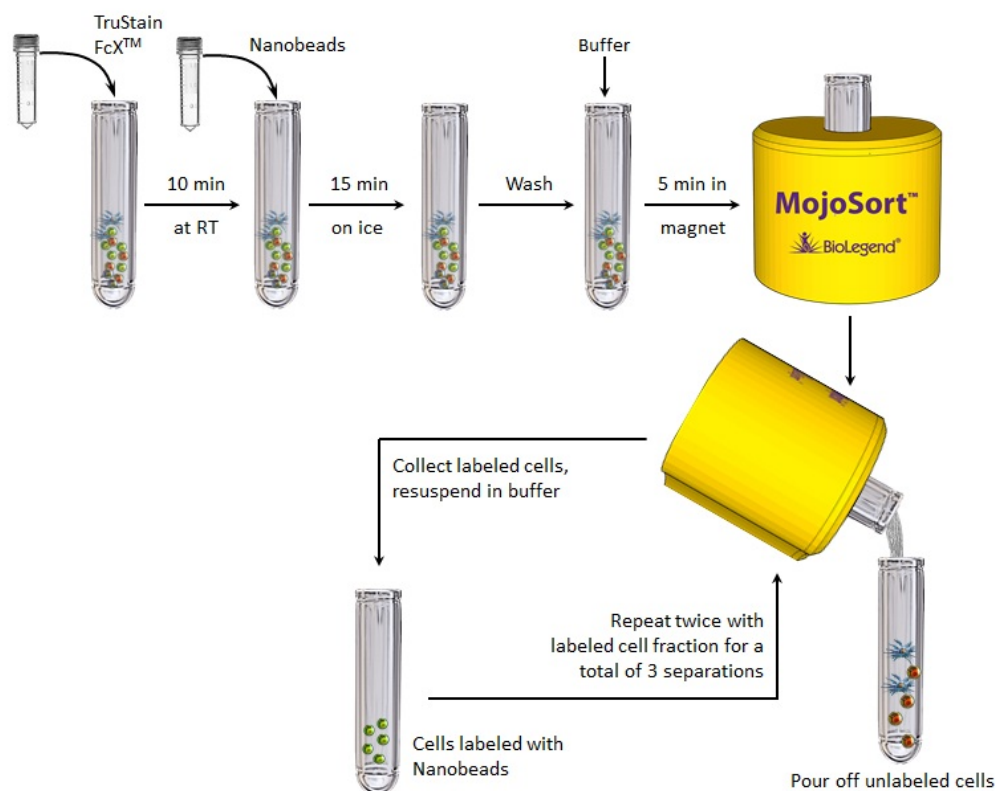 TruStain
FcX™
Nanobeads
Buffer
10 min
at RT
15 min
on ice
Wash
5 min in
magnet
MojoSort™
BioLegend®
Collect labeled cells,
resuspend in buffer
Repeat twice with
labeled cell fraction for a
total of 3 separations
Cells labeled with
Nanobeads
Pour off unlabeled cells